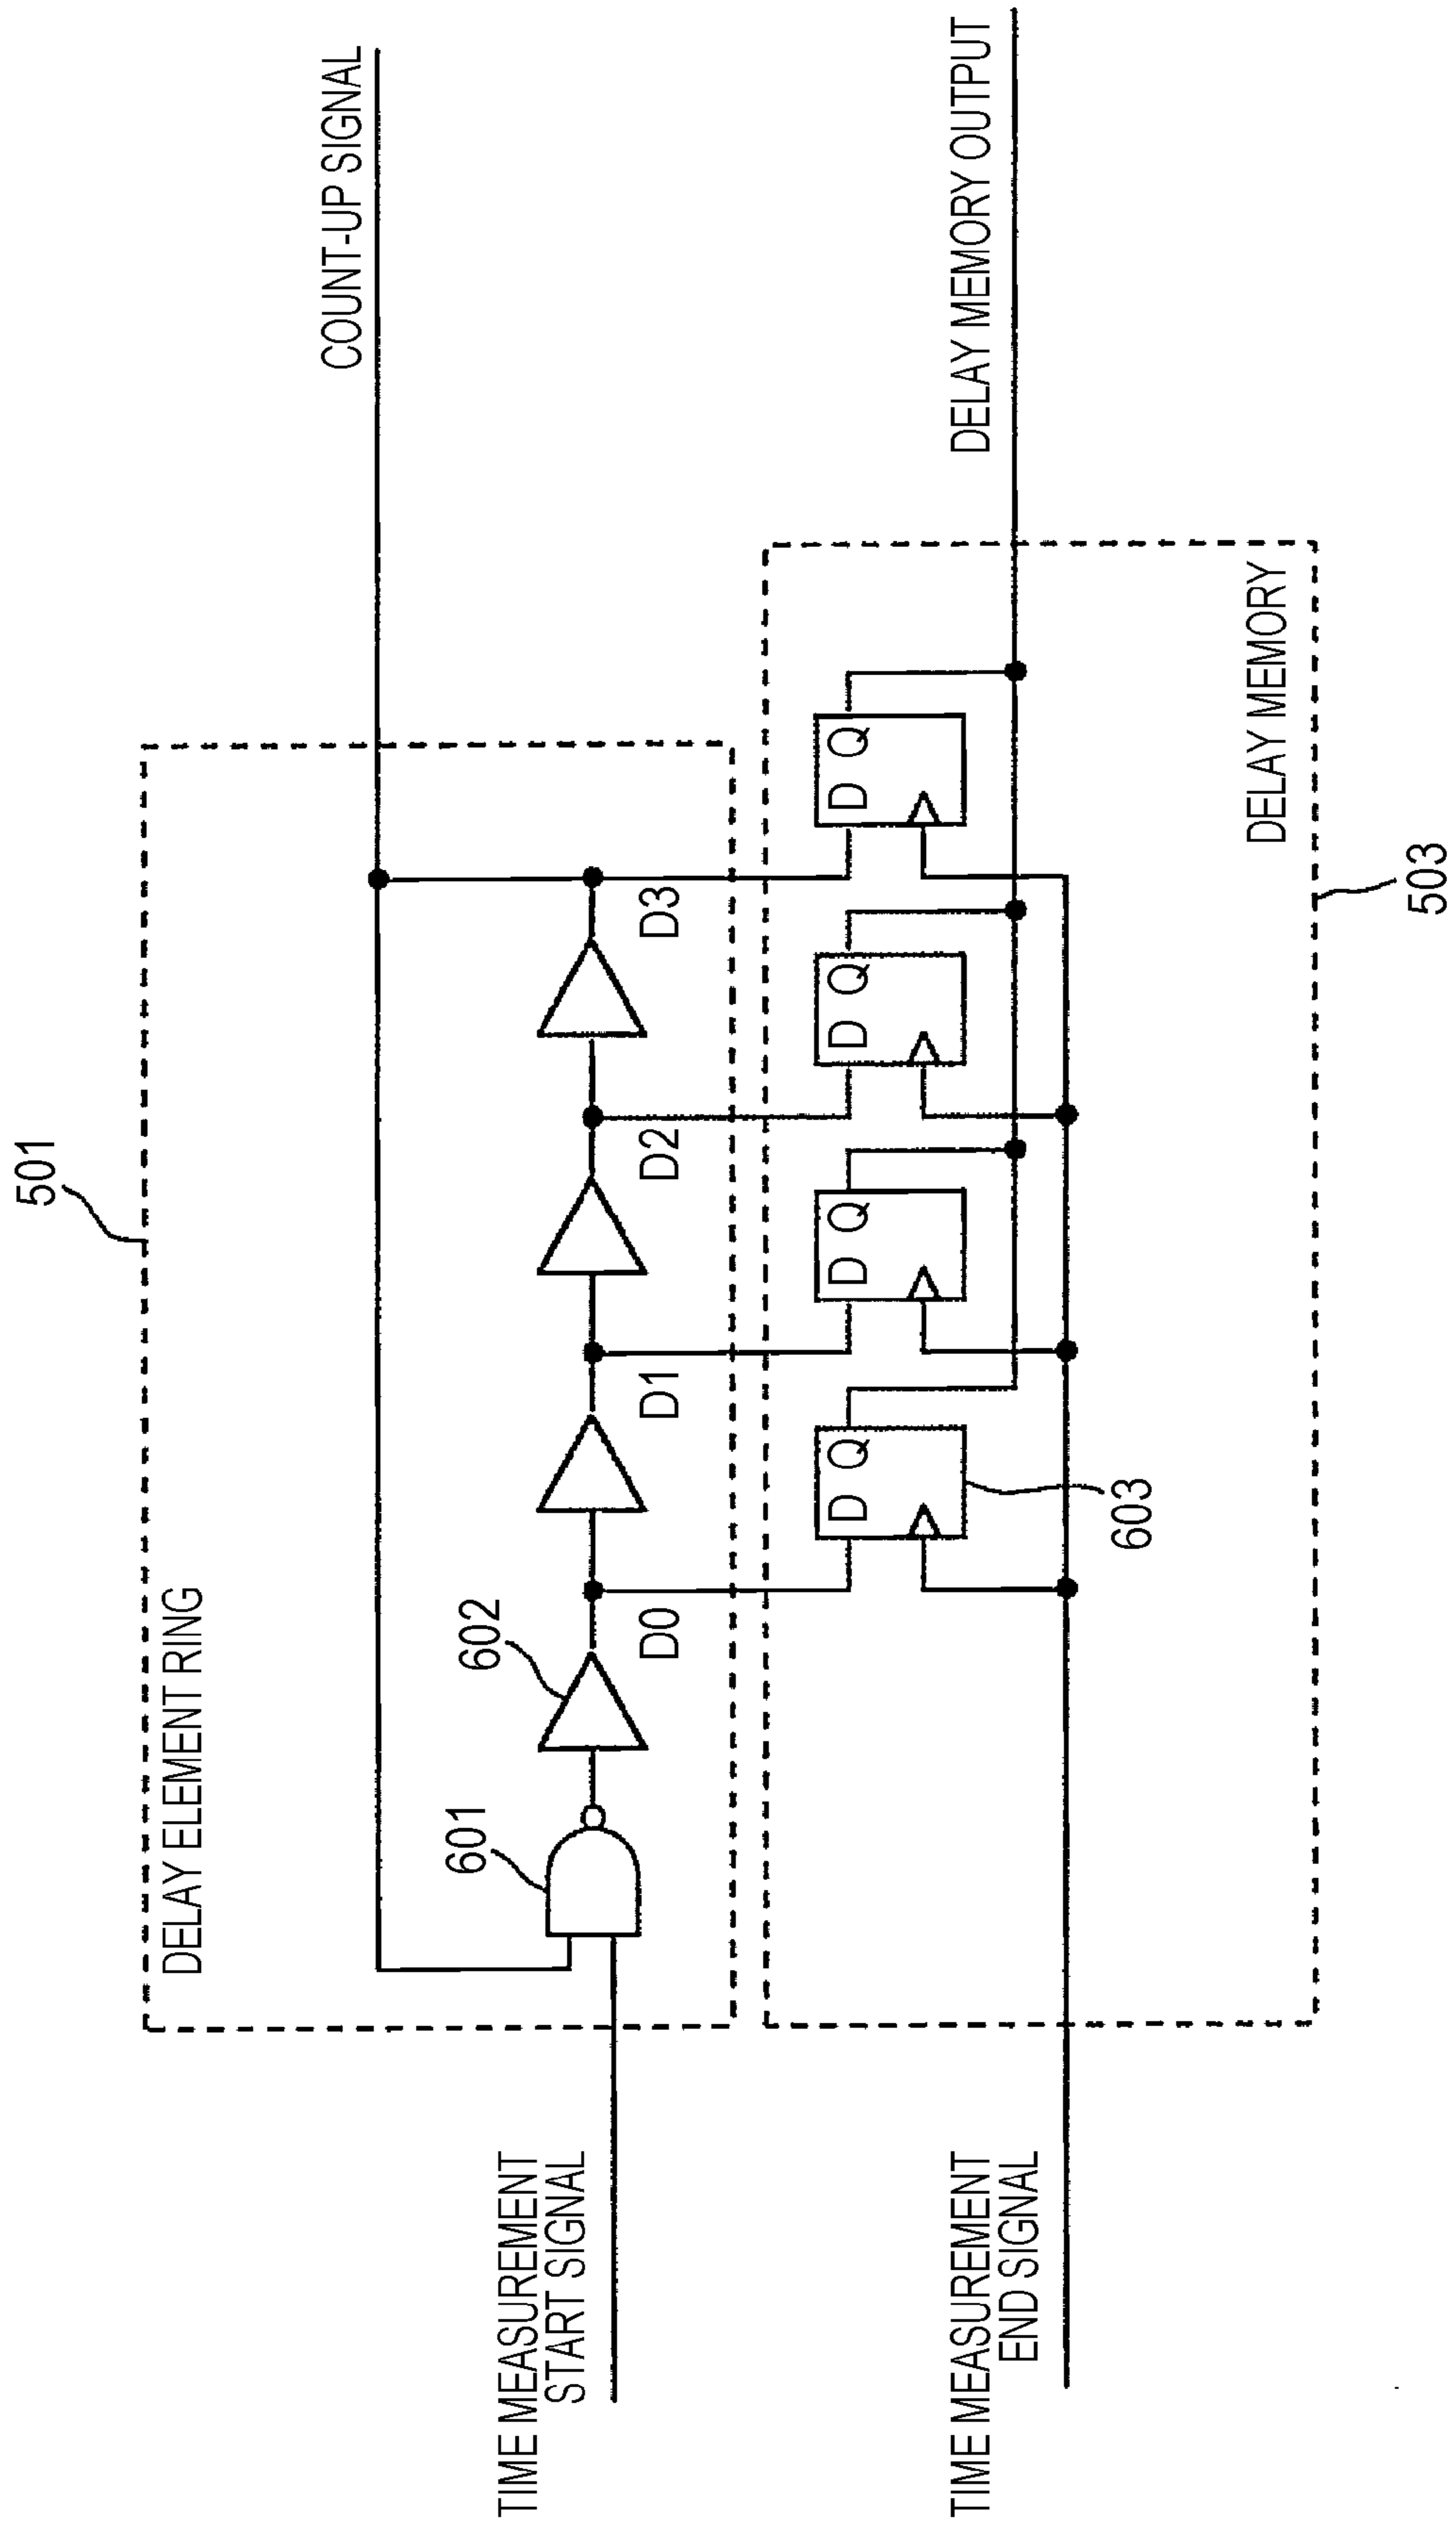 501
DELAY ELEMENT RING
COUNT-UP SIGNAL
601
602
TIME MEASUREMENT
START SIGNAL
D0
D1
D2
D3
D Q
D Q
D Q
D Q
603
DELAY MEMORY OUTPUT
TIME MEASUREMENT
END SIGNAL
DELAY MEMORY
503